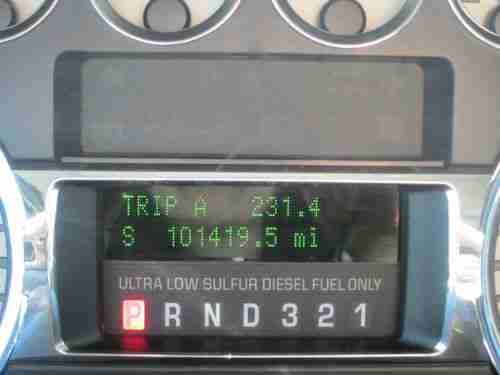 TRIP A 231.4
S 101419.5 mi
ULTRA LOW SULFUR DIESEL FUEL ONLY
P R N D 3 2 1